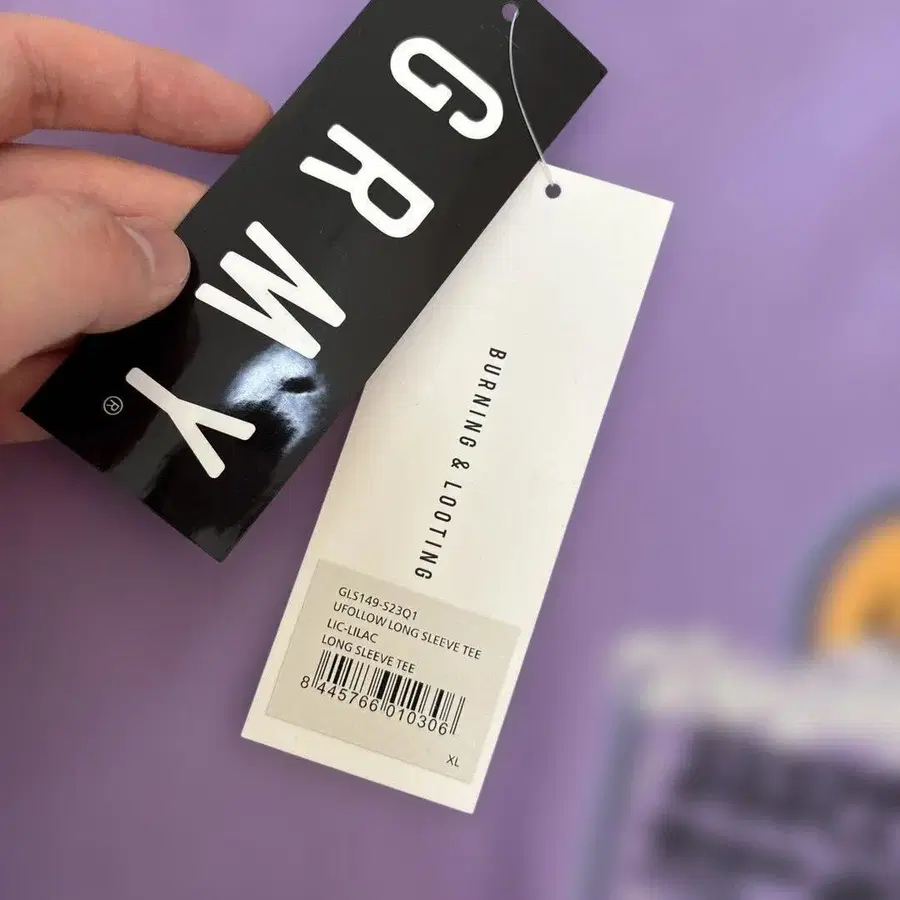 GRMY
®
BURNING & LOOTING
GLS149-S23Q1
UFOLLOW LONG SLEEVE TEE
LIC-LILAC
LONG SLEEVE TEE
8 445766 010306
XL